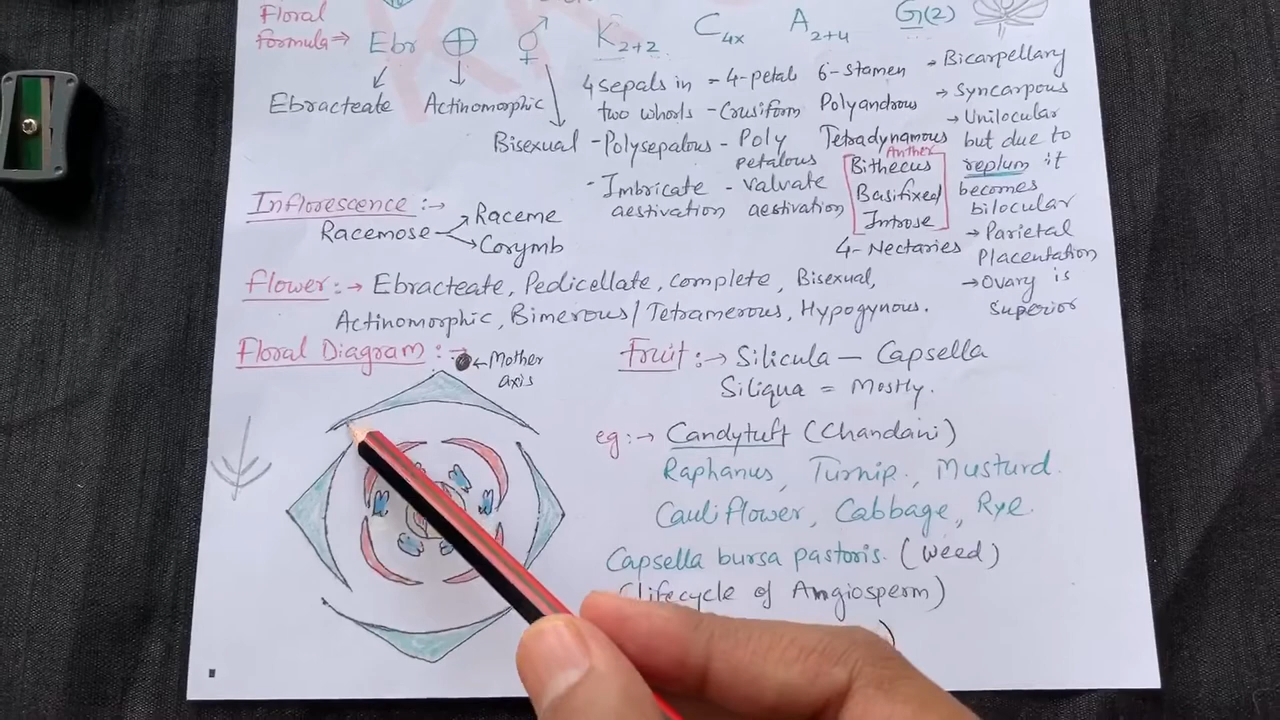 Floral
formula⇒ Ebr ⊕ ⚥ K2+2 C4x A2+4 G(2)
Ebracteate Actinomorphic
Bisexual
4 sepals in
two whorls
- Polysepalous
- Imbricate
aestivation
= 4-petal
- Crusiform
- Poly
petalous
- valvate
aestivation
6-stamen
Polyandrous
Tetradynamous
Anther
Bithecus
Basifixed
Introse
4-Nectaries
→ Bicarpellary
→ Syncarpous
→ Unilocular
but due to
replum it
becomes
bilocular
→ Parietal
Placentation
→ Ovary is
superior
Inflorescence :→
Racemose
Raceme
Corymb
Flower :→ Ebracteate, Pedicellate, complete, Bisexual,
Actinomorphic, Bimerous/Tetramerous, Hypogynous.
Floral Diagram :→
←Mother
axis
Fruit :→ Silicula — Capsella
Siliqua = Mostly.
eg :→ Candytuft (Chandani)
Raphanus, Turnip, Musturd.
Cauliflower, Cabbage, Rye.
Capsella bursa pastoris. (weed)
(lifecycle of Angiosperm)